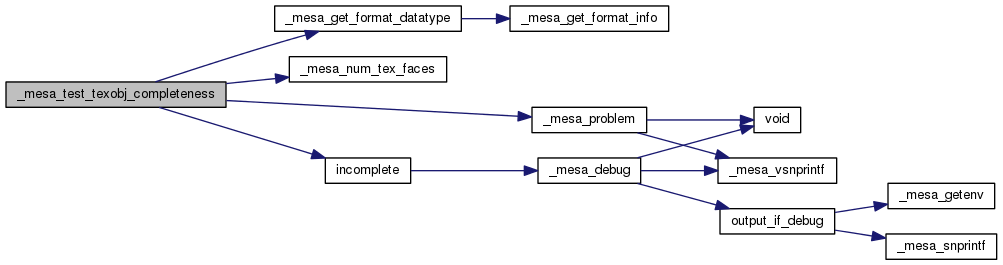 _mesa_get_format_datatype
_mesa_get_format_info
_mesa_num_tex_faces
_mesa_test_texobj_completeness
_mesa_problem
void
incomplete
_mesa_debug
_mesa_vsnprintf
_mesa_getenv
output_if_debug
_mesa_snprintf